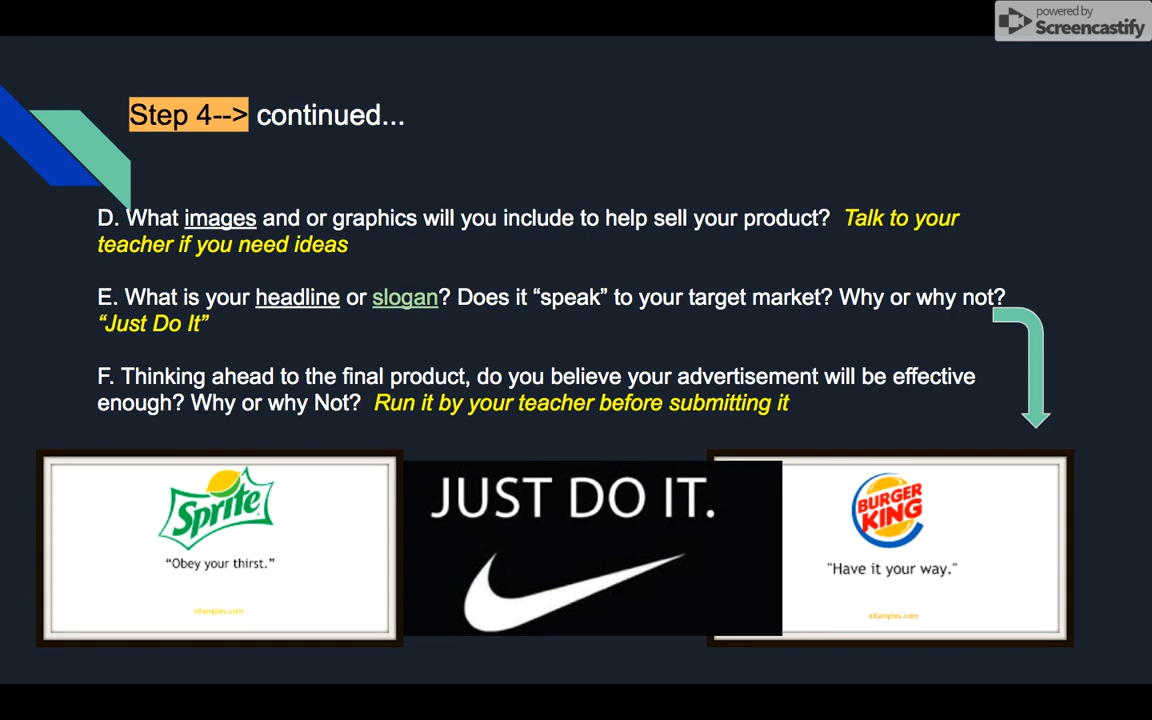 powered by
Screencastify
Step 4--> continued...
D. What images and or graphics will you include to help sell your product?  Talk to your
teacher if you need ideas
E. What is your headline or slogan? Does it “speak” to your target market? Why or why not?
“Just Do It”
F. Thinking ahead to the final product, do you believe your advertisement will be effective
enough? Why or why Not?  Run it by your teacher before submitting it
Sprite
“Obey your thirst.”
eXamples.com
JUST DO IT.
BURGER
KING
"Have it your way."
eXamples.com